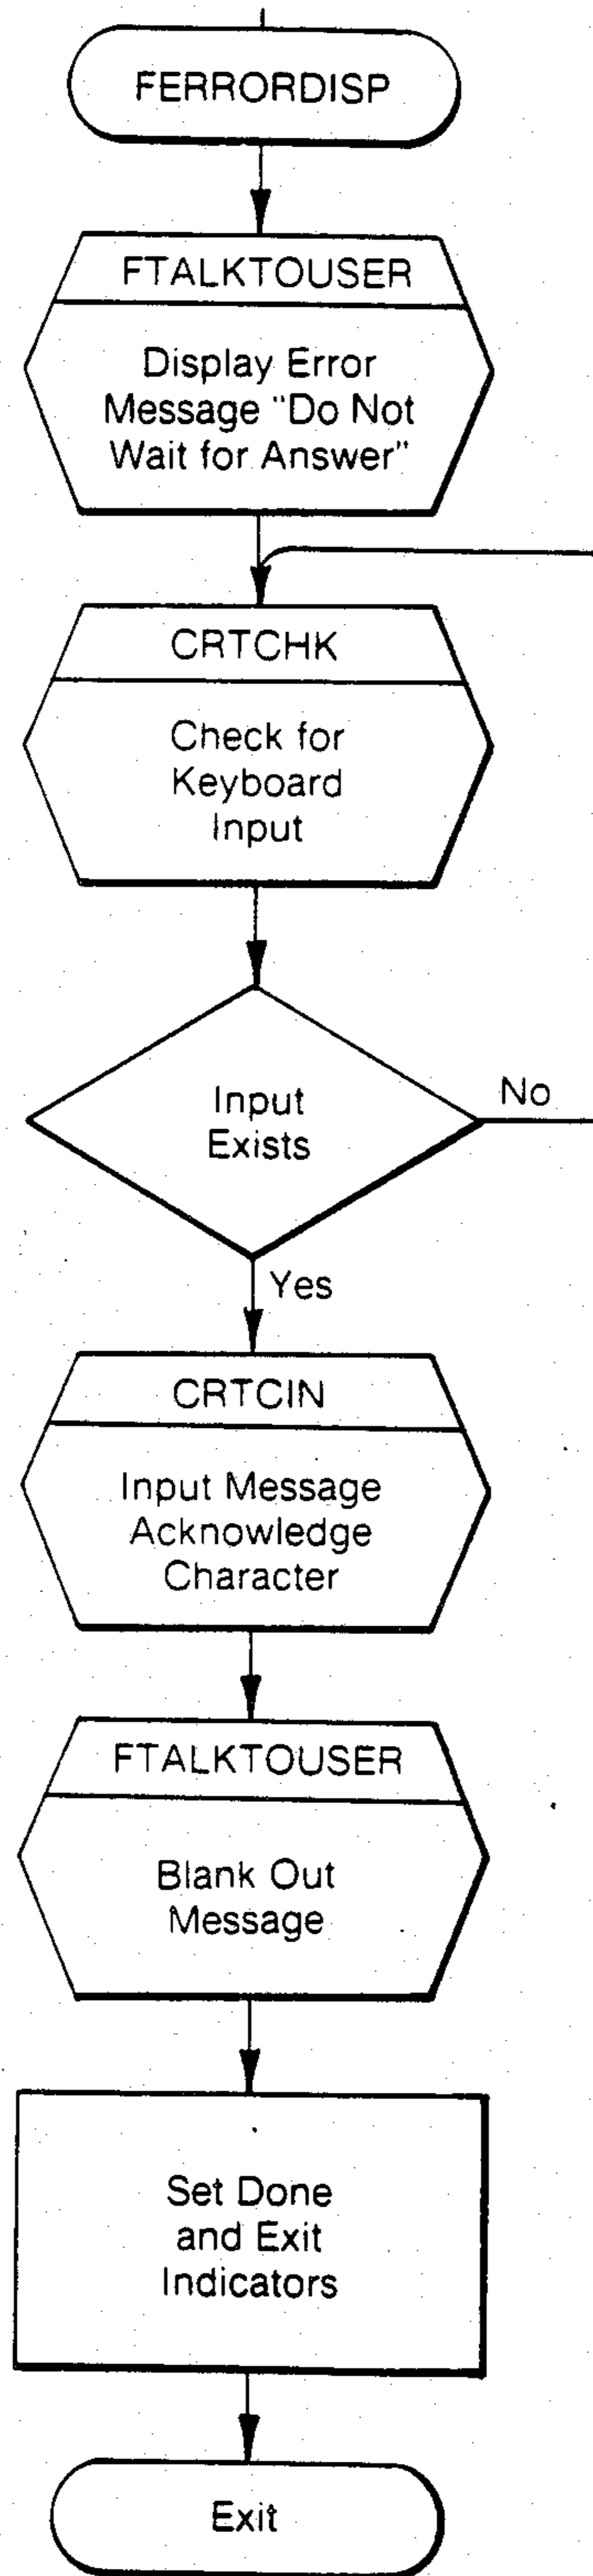 FERRORDISP
FTALKTOUSER
Display Error
Message "Do Not
Wait for Answer"
CRTCHK
Check for
Keyboard
Input
Input
Exists
No
Yes
CRTCIN
Input Message
Acknowledge
Character
FTALKTOUSER
Blank Out
Message
Set Done
and Exit
Indicators
Exit